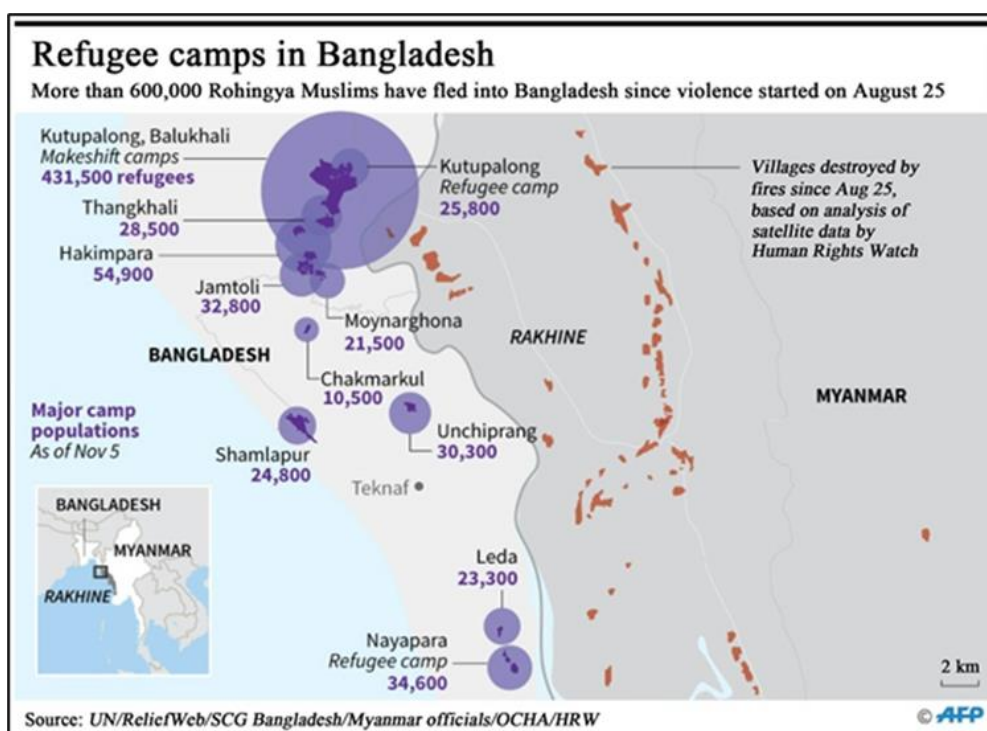 Refugee camps in Bangladesh
More than 600,000 Rohingya Muslims have fled into Bangladesh since violence started on August 25
Kutupalong, Balukhali
Makeshift camps
431,500 refugees
Kutupalong
Refugee camp
25,800
Villages destroyed by
fires since Aug 25,
based on analysis of
satellite data by
Human Rights Watch
Thangkhali
28,500
Hakimpara
54,900
Jamtoli
32,800
Moynarghona
21,500
RAKHINE
BANGLADESH
Chakmarkul
10,500
MYANMAR
Major camp
populations
As of Nov 5
Shamlapur
24,800
Unchiprang
30,300
Teknaf
BANGLADESH
MYANMAR
RAKHINE
Leda
23,300
Nayapara
Refugee camp
34,600
2 km
Source: UN/ReliefWeb/SCG Bangladesh/Myanmar officials/OCHA/HRW
© AFP